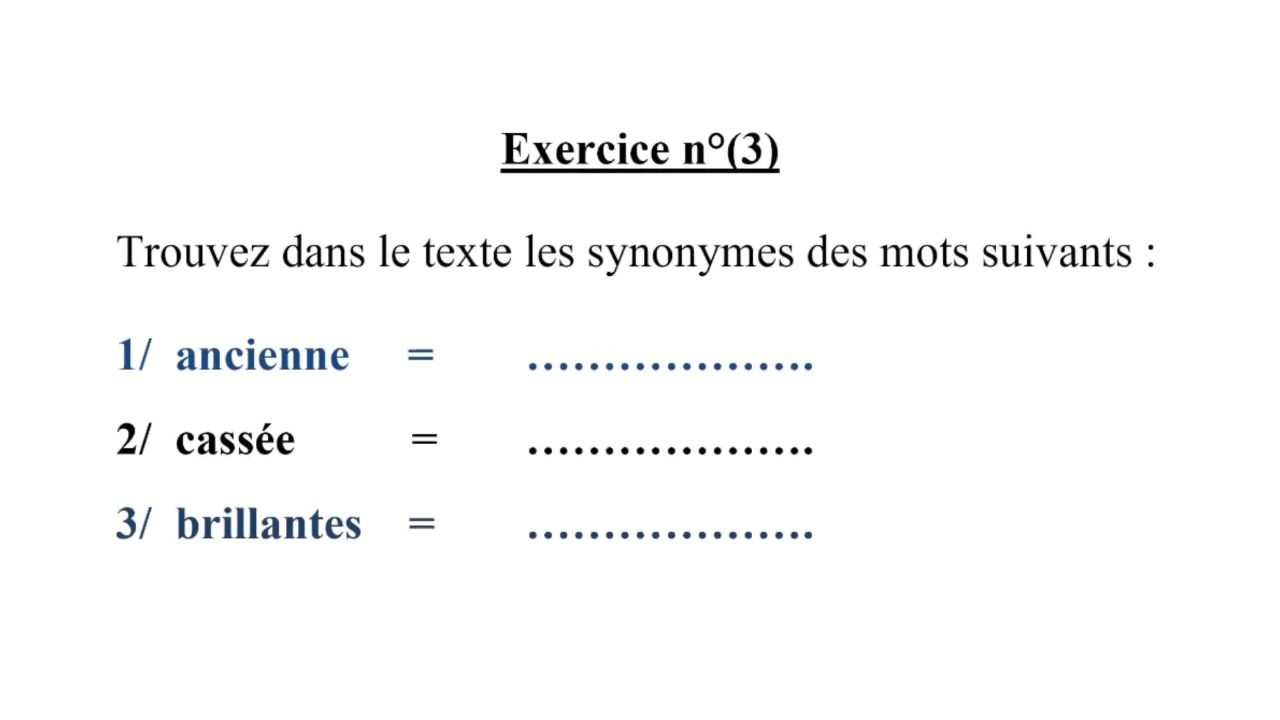 Exercice n°(3)
Trouvez dans le texte les synonymes des mots suivants :
1/ ancienne = ……………….
2/ cassée = ……………….
3/ brillantes = ……………….